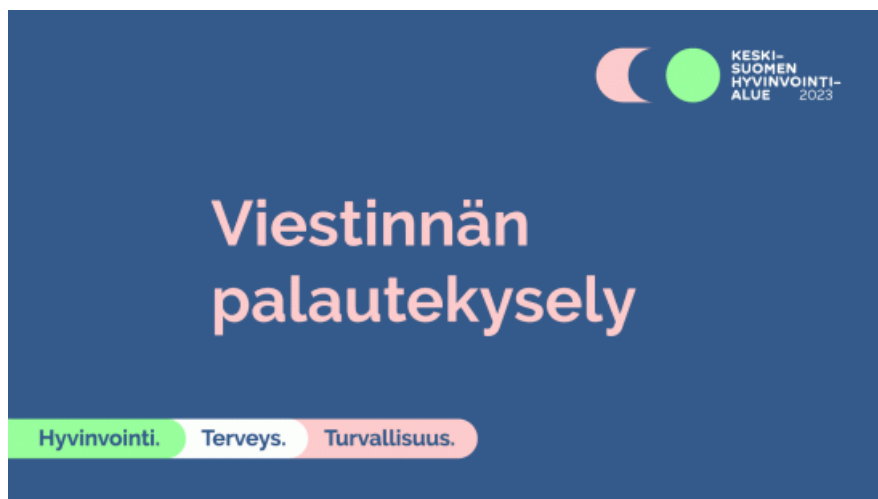 KESKI-
SUOMEN
HYVINVOINTI-
ALUE 2023
Viestinnän
palautekysely
Hyvinvointi. Terveys. Turvallisuus.